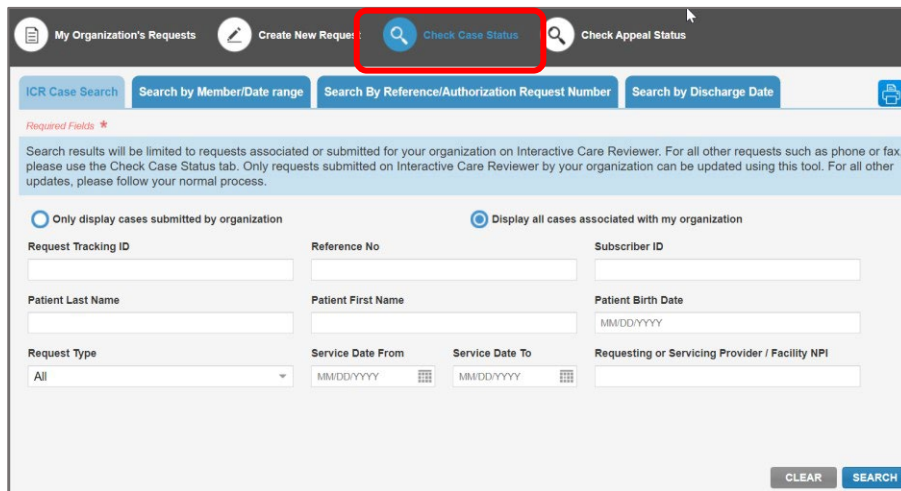 My Organization's Requests Create New Request Check Case Status Check Appeal Status
ICR Case Search Search by Member/Date range Search By Reference/Authorization Request Number Search by Discharge Date
Required Fields *
Search results will be limited to requests associated or submitted for your organization on Interactive Care Reviewer. For all other requests such as phone or fax,
please use the Check Case Status tab. Only requests submitted on Interactive Care Reviewer by your organization can be updated using this tool. For all other
updates, please follow your normal process.
Only display cases submitted by organization Display all cases associated with my organization
Request Tracking ID Reference No Subscriber ID
Patient Last Name Patient First Name Patient Birth Date
MM/DD/YYYY
Request Type Service Date From Service Date To Requesting or Servicing Provider / Facility NPI
All MM/DD/YYYY MM/DD/YYYY
CLEAR SEARCH